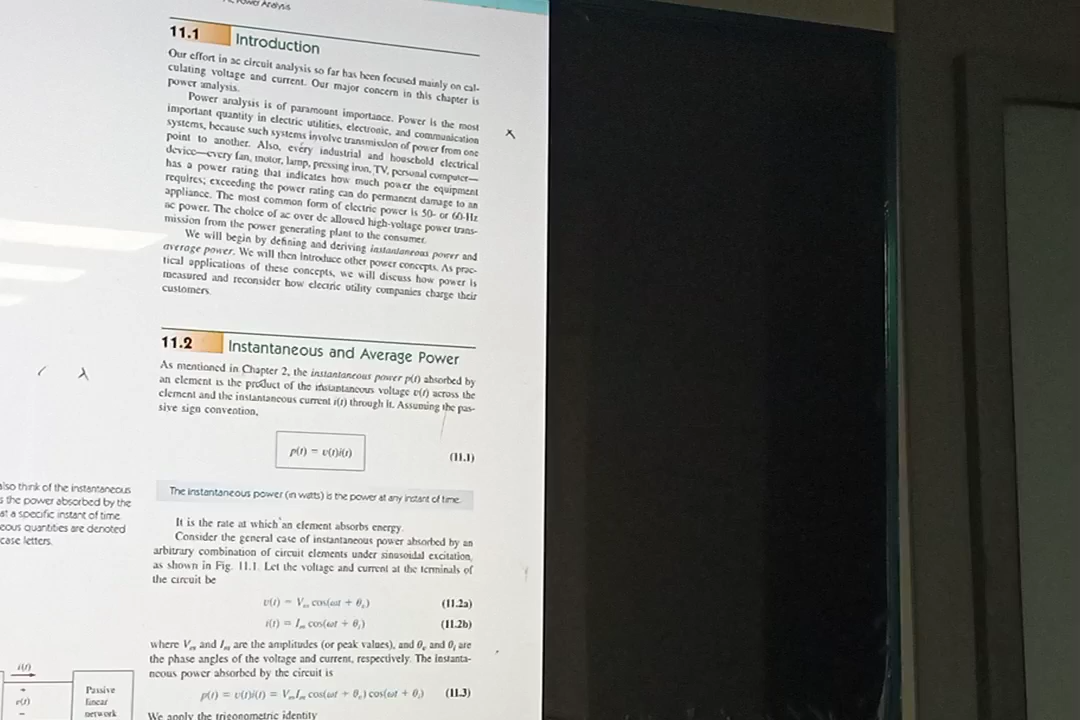 Power Analysis
11.1 Introduction
Our effort in ac circuit analysis so far has been focused mainly on cal-
culating voltage and current. Our major concern in this chapter is
power analysis.
Power analysis is of paramount importance. Power is the most
important quantity in electric utilities, electronic, and communication
systems, because such systems involve transmission of power from one
point to another. Also, every industrial and household electrical
device—every fan, motor, lamp, pressing iron, TV, personal computer—
has a power rating that indicates how much power the equipment
requires; exceeding the power rating can do permanent damage to an
appliance. The most common form of electric power is 50- or 60-Hz
ac power. The choice of ac over dc allowed high-voltage power trans-
mission from the power generating plant to the consumer.
We will begin by defining and deriving instantaneous power and
average power. We will then introduce other power concepts. As prac-
tical applications of these concepts, we will discuss how power is
measured and reconsider how electric utility companies charge their
customers.
11.2 Instantaneous and Average Power
As mentioned in Chapter 2, the instantaneous power p(t) absorbed by
an element is the product of the instantaneous voltage v(t) across the
element and the instantaneous current i(t) through it. Assuming the pas-
sive sign convention,
p(t) = v(t)i(t) (11.1)
also think of the instantaneous
s the power absorbed by the
at a specific instant of time.
eous quantities are denoted
case letters.
The instantaneous power (in watts) is the power at any instant of time.
It is the rate at which an element absorbs energy.
Consider the general case of instantaneous power absorbed by an
arbitrary combination of circuit elements under sinusoidal excitation,
as shown in Fig. 11.1. Let the voltage and current at the terminals of
the circuit be
v(t) = Vₘ cos(ωt + θᵥ) (11.2a)
i(t) = Iₘ cos(ωt + θᵢ) (11.2b)
where Vₘ and Iₘ are the amplitudes (or peak values), and θᵥ and θᵢ are
the phase angles of the voltage and current, respectively. The instanta-
neous power absorbed by the circuit is
p(t) = v(t)i(t) = VₘIₘ cos(ωt + θᵥ) cos(ωt + θᵢ) (11.3)
We apply the trigonometric identity
i(t)
+
v(t)
−
Passive
linear
network